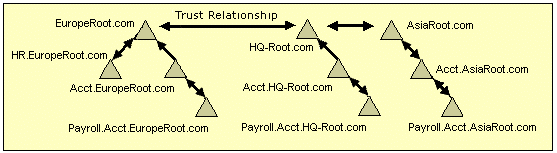 Trust Relationship
EuropeRoot.com
HQ-Root.com
AsiaRoot.com
HR.EuropeRoot.com
Acct.EuropeRoot.com
Acct.HQ-Root.com
Acct.AsiaRoot.com
Payroll.Acct.EuropeRoot.com
Payroll.Acct.HQ-Root.com
Payroll.Acct.AsiaRoot.com